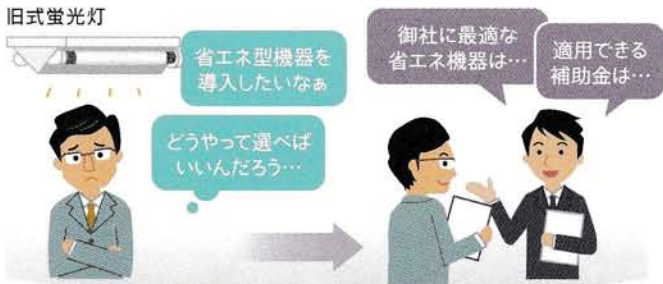 旧式蛍光灯
省エネ型機器を
導入したいなぁ
どうやって選べば
いいんだろう…
御社に最適な
省エネ機器は…
適用できる
補助金は…